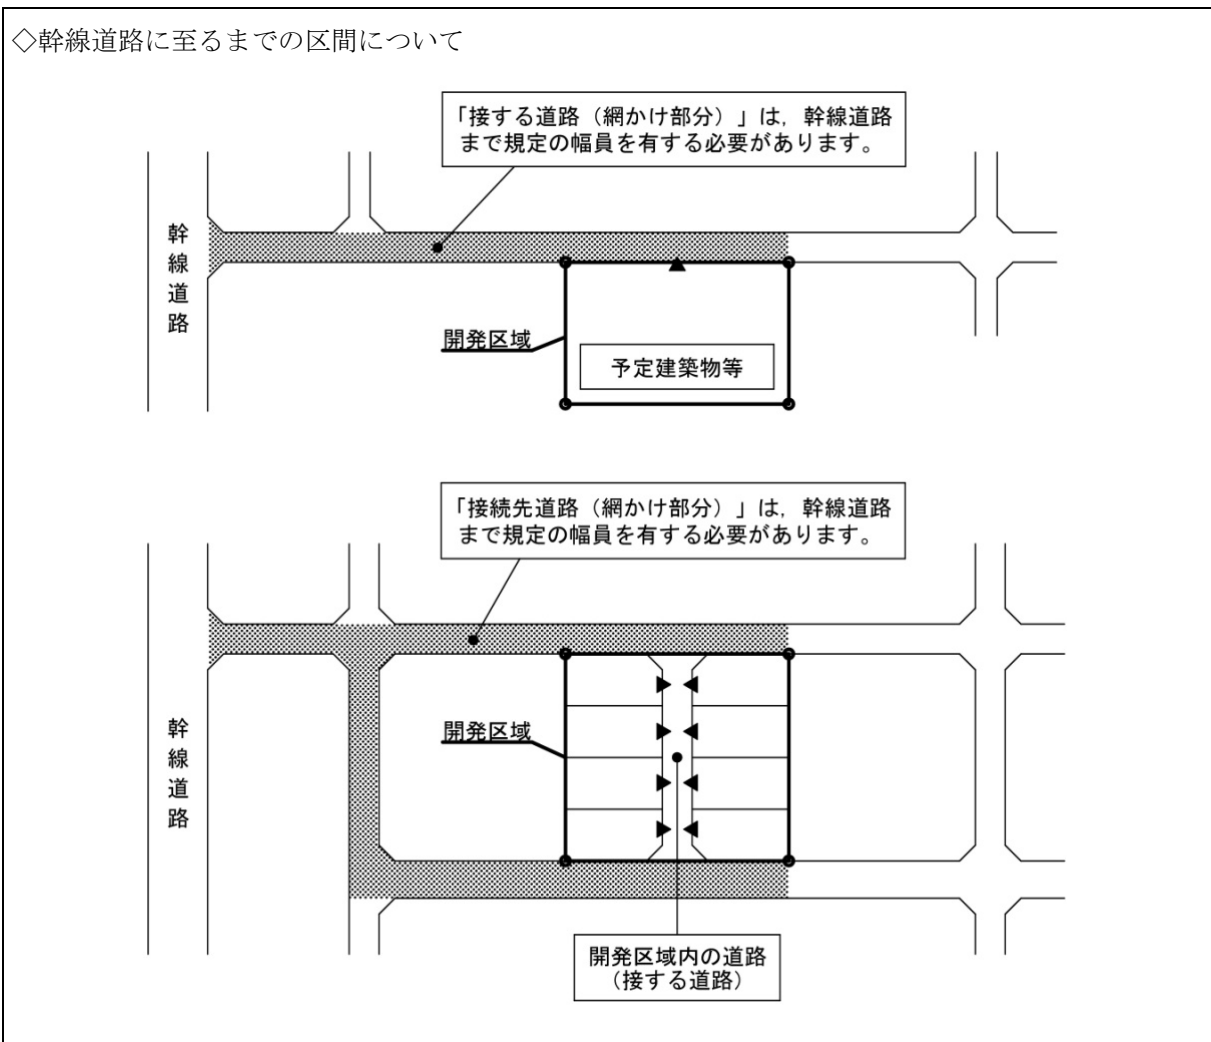 ◇幹線道路に至るまでの区間について
「接する道路（網かけ部分）」は，幹線道路
まで規定の幅員を有する必要があります。
幹線道路
開発区域
予定建築物等
「接続先道路（網かけ部分）」は，幹線道路
まで規定の幅員を有する必要があります。
幹線道路
開発区域
開発区域内の道路
（接する道路）